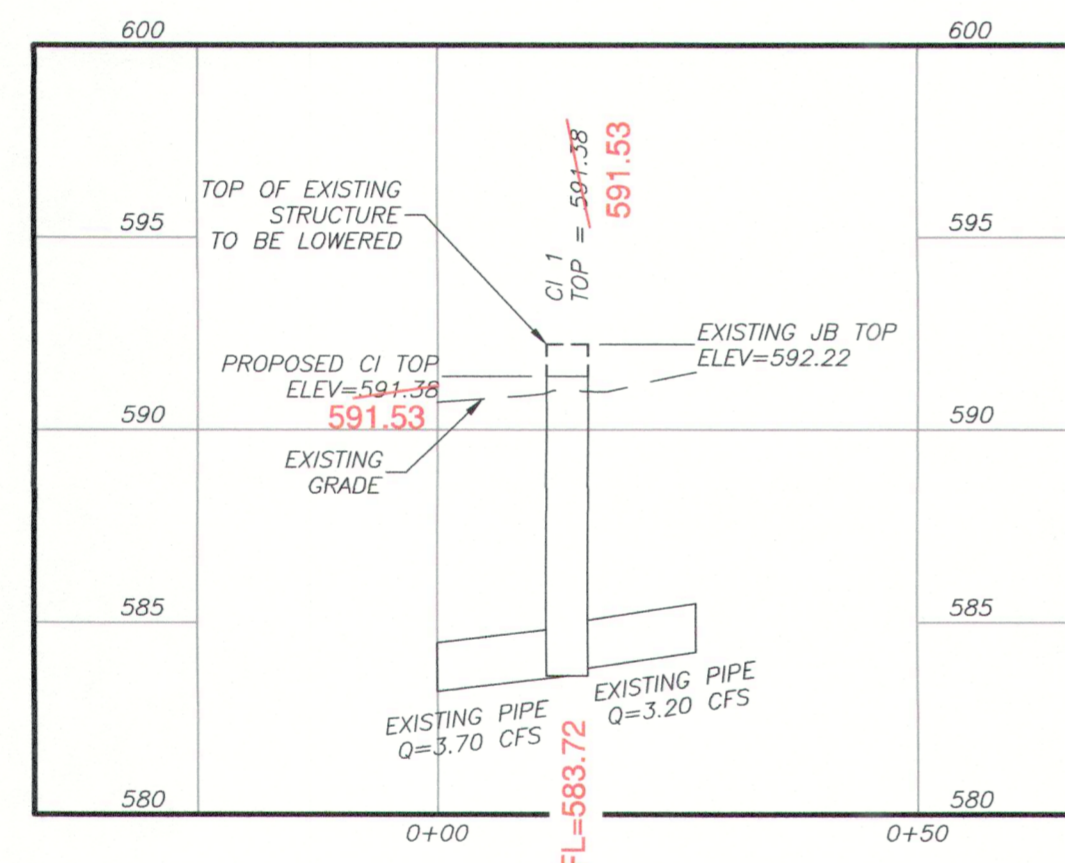 600
600
TOP OF EXISTING
STRUCTURE
TO BE LOWERED
CI 1
TOP = 591.38
591.53
595
595
EXISTING JB TOP
ELEV=592.22
PROPOSED CI TOP
ELEV=591.38
591.53
590
590
EXISTING
GRADE
585
585
EXISTING PIPE
Q=3.70 CFS
EXISTING PIPE
Q=3.20 CFS
FL=583.72
580
580
0+00
0+50